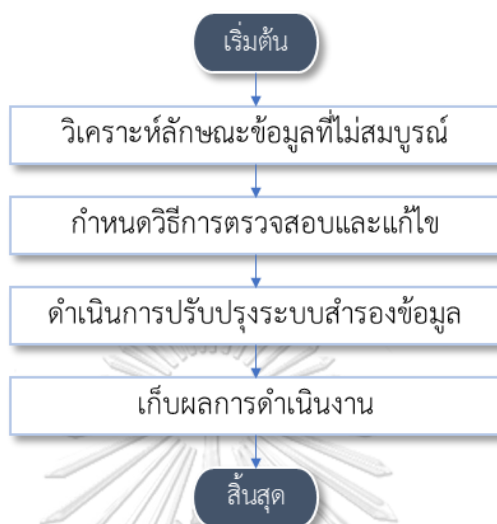 เริ่มต้น
วิเคราะห์ลักษณะข้อมูลที่ไม่สมบูรณ์
กำหนดวิธีการตรวจสอบและแก้ไข
ดำเนินการปรับปรุงระบบสำรองข้อมูล
เก็บผลการดำเนินงาน
สิ้นสุด